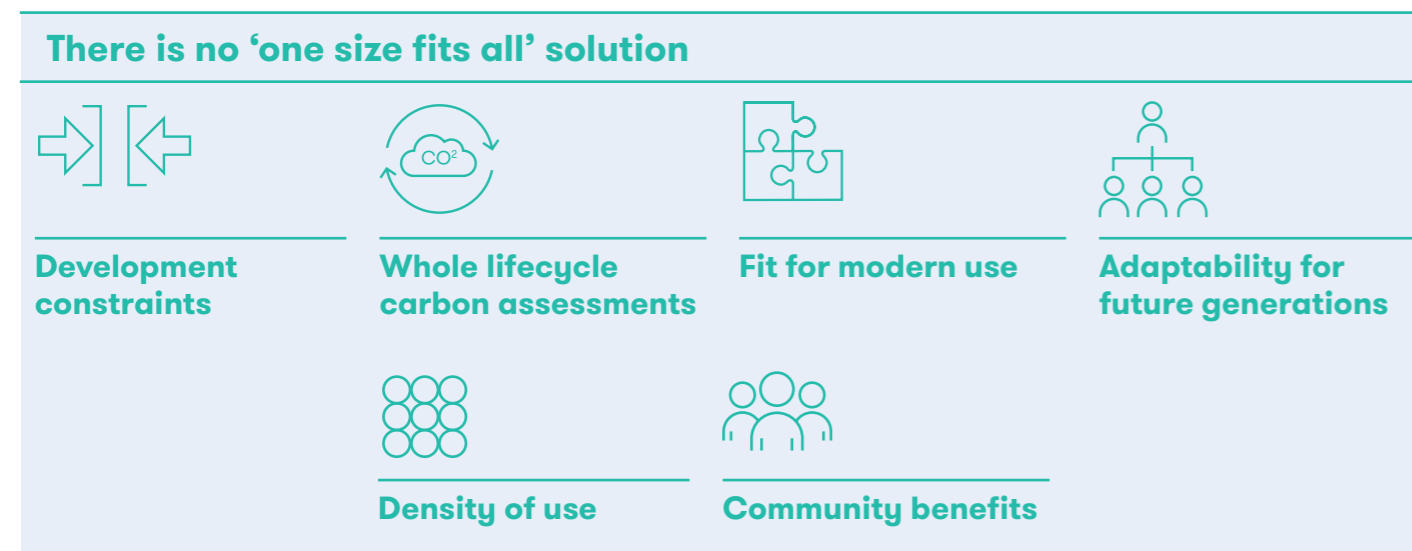 There is no ‘one size fits all’ solution
CO²
Development
constraints
Whole lifecycle
carbon assessments
Fit for modern use
Adaptability for
future generations
Density of use
Community benefits